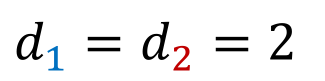 d₁ = d₂ = 2